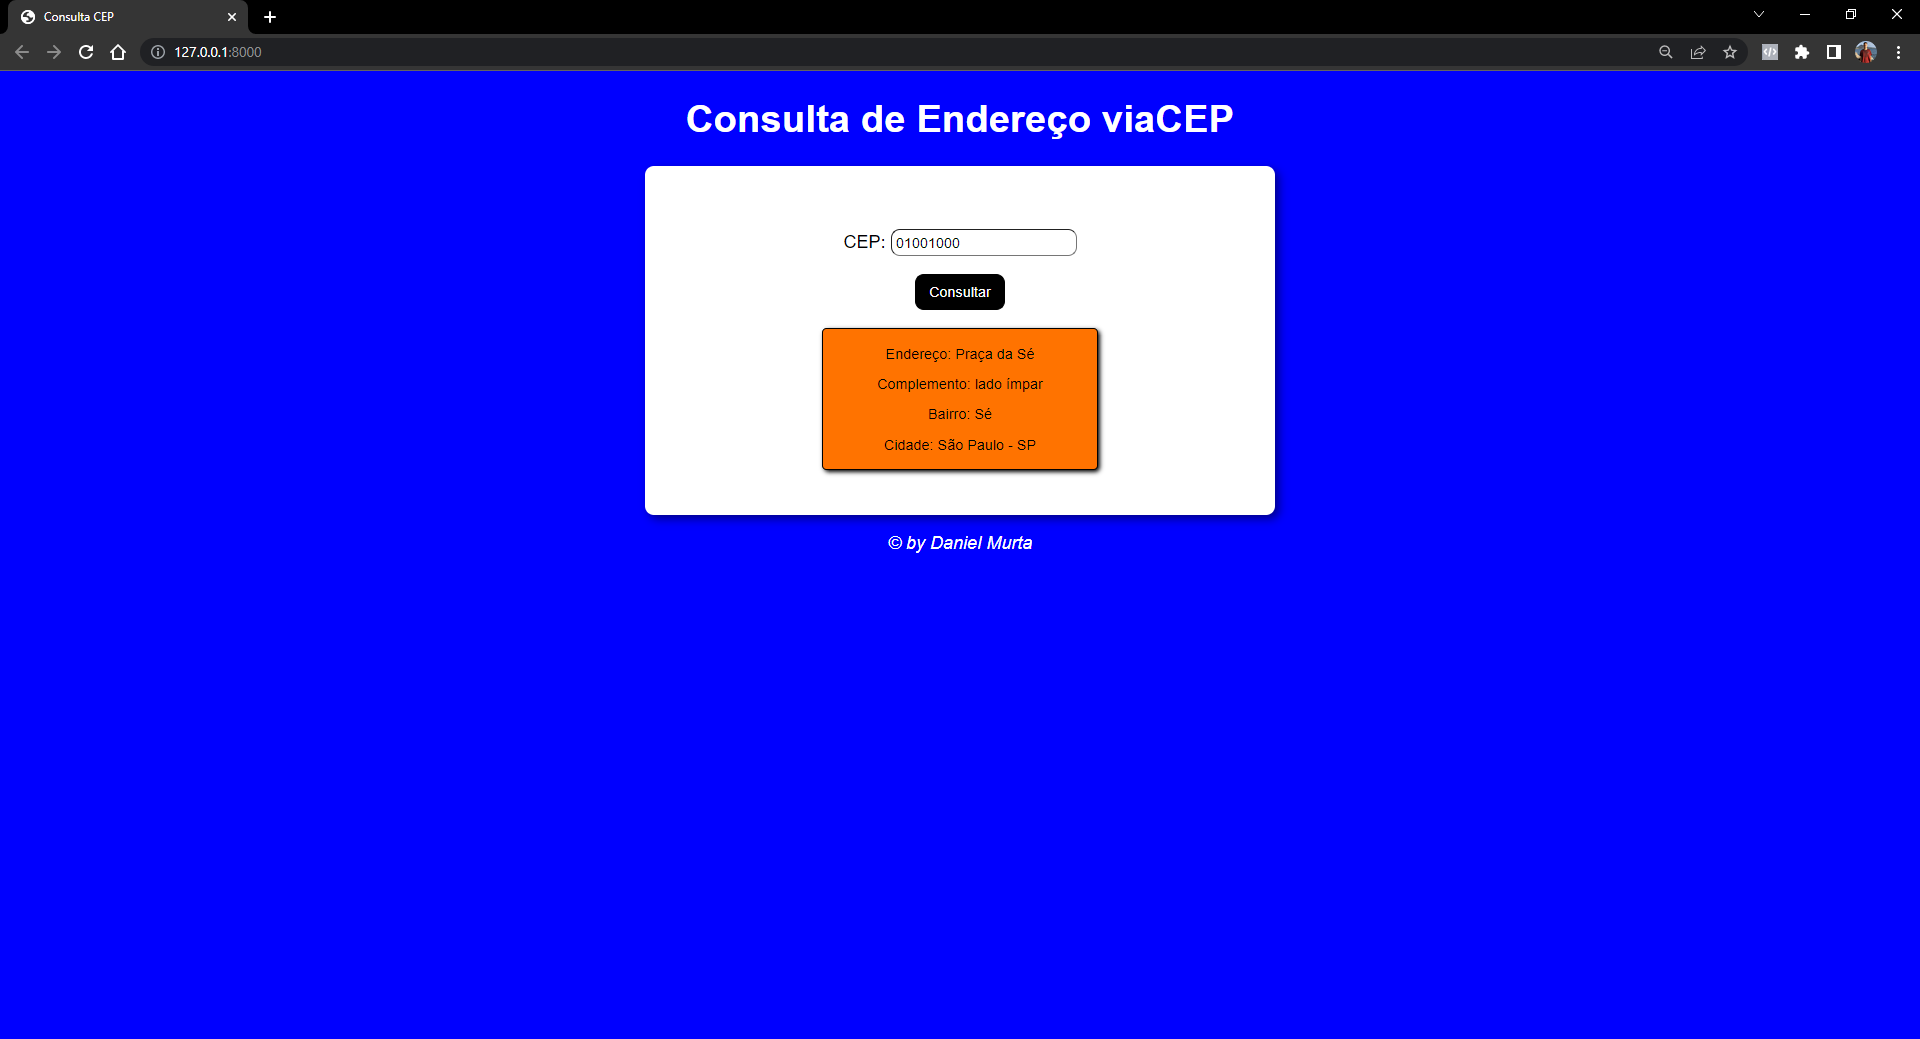 Consulta CEP
127.0.0.1:8000
Consulta de Endereço viaCEP
CEP: 01001000
Consultar
Endereço: Praça da Sé
Complemento: lado ímpar
Bairro: Sé
Cidade: São Paulo - SP
© by Daniel Murta